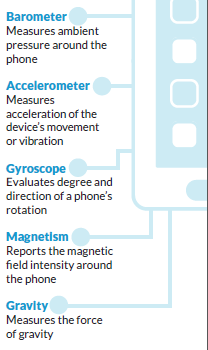 Barometer
Measures ambient
pressure around the
phone
Accelerometer
Measures
acceleration of the
device's movement
or vibration
Gyroscope
Evaluates degree and
direction of a phone's
rotation
Magnetism
Reports the magnetic
field intensity around
the phone
Gravity
Measures the force
of gravity